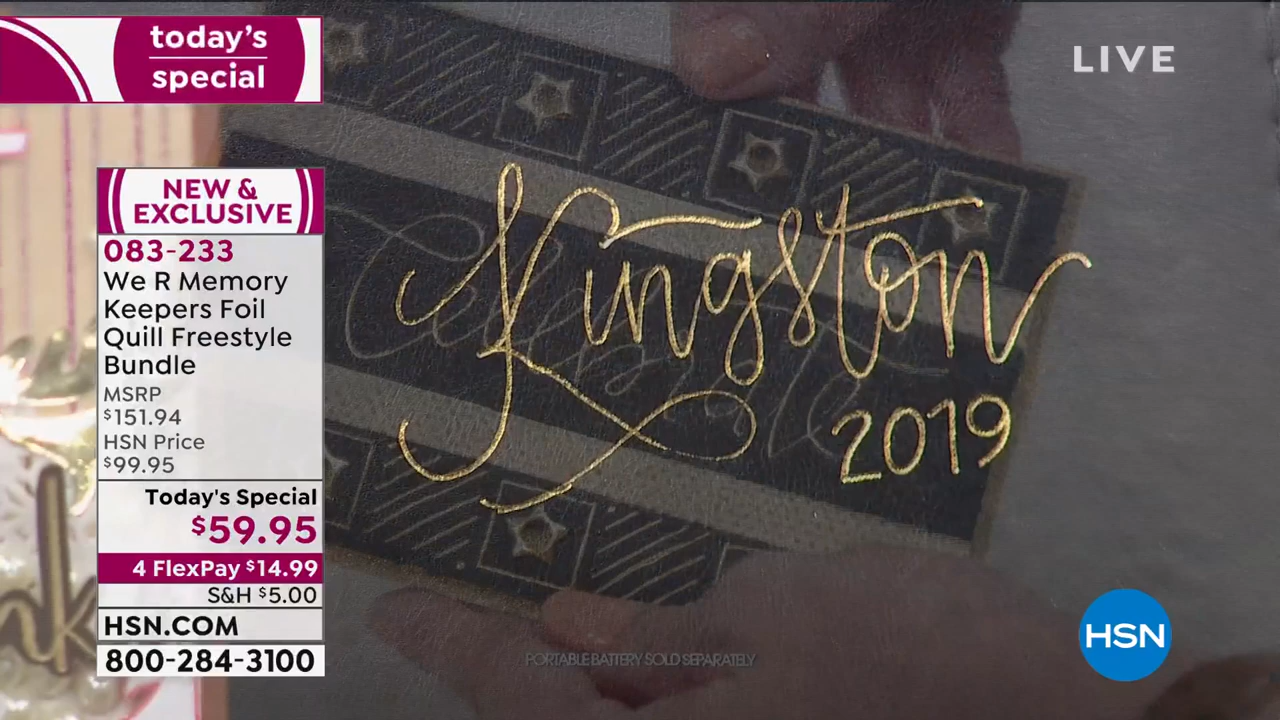 today's
special
LIVE
NEW &
EXCLUSIVE
083-233
We R Memory
Keepers Foil
Quill Freestyle
Bundle
MSRP
$151.94
HSN Price
$99.95
Today's Special
$59.95
4 FlexPay $14.99
S&H $5.00
HSN.COM
800-284-3100
Kingston
2019
PORTABLE BATTERY SOLD SEPARATELY
HSN